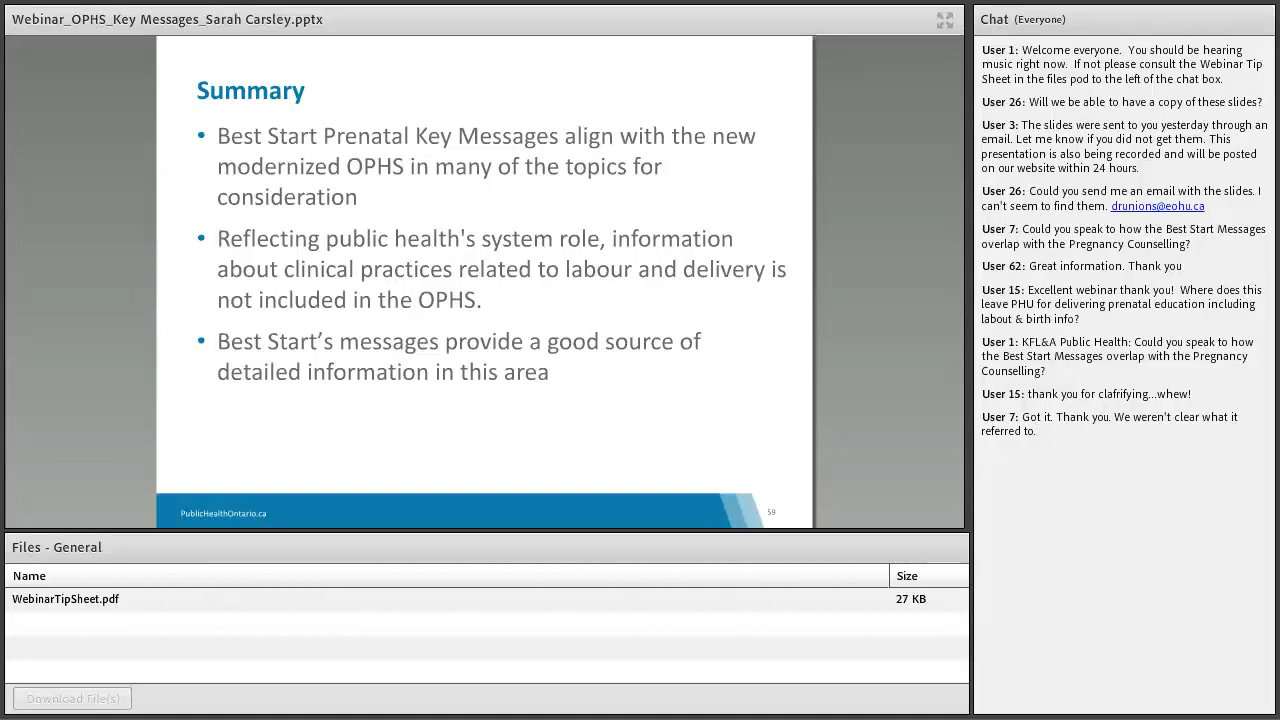 Webinar_OPHS_Key Messages_Sarah Carsley.pptx
Summary
• Best Start Prenatal Key Messages align with the new
modernized OPHS in many of the topics for
consideration
• Reflecting public health's system role, information
about clinical practices related to labour and delivery is
not included in the OPHS.
• Best Start’s messages provide a good source of
detailed information in this area
PublicHealthOntario.ca
59
Files - General
Name Size
WebinarTipSheet.pdf 27 KB
Download File(s)
Chat (Everyone)
User 1: Welcome everyone. You should be hearing
music right now. If not please consult the Webinar Tip
Sheet in the files pod to the left of the chat box.
User 26: Will we be able to have a copy of these slides?
User 3: The slides were sent to you yesterday through an
email. Let me know if you did not get them. This
presentation is also being recorded and will be posted
on our website within 24 hours.
User 26: Could you send me an email with the slides. I
can't seem to find them. drunions@eohu.ca
User 7: Could you speak to how the Best Start Messages
overlap with the Pregnancy Counselling?
User 62: Great information. Thank you
User 15: Excellent webinar thank you! Where does this
leave PHU for delivering prenatal education including
labout & birth info?
User 1: KFL&A Public Health: Could you speak to how
the Best Start Messages overlap with the Pregnancy
Counselling?
User 15: thank you for clafrifying...whew!
User 7: Got it. Thank you. We weren't clear what it
referred to.